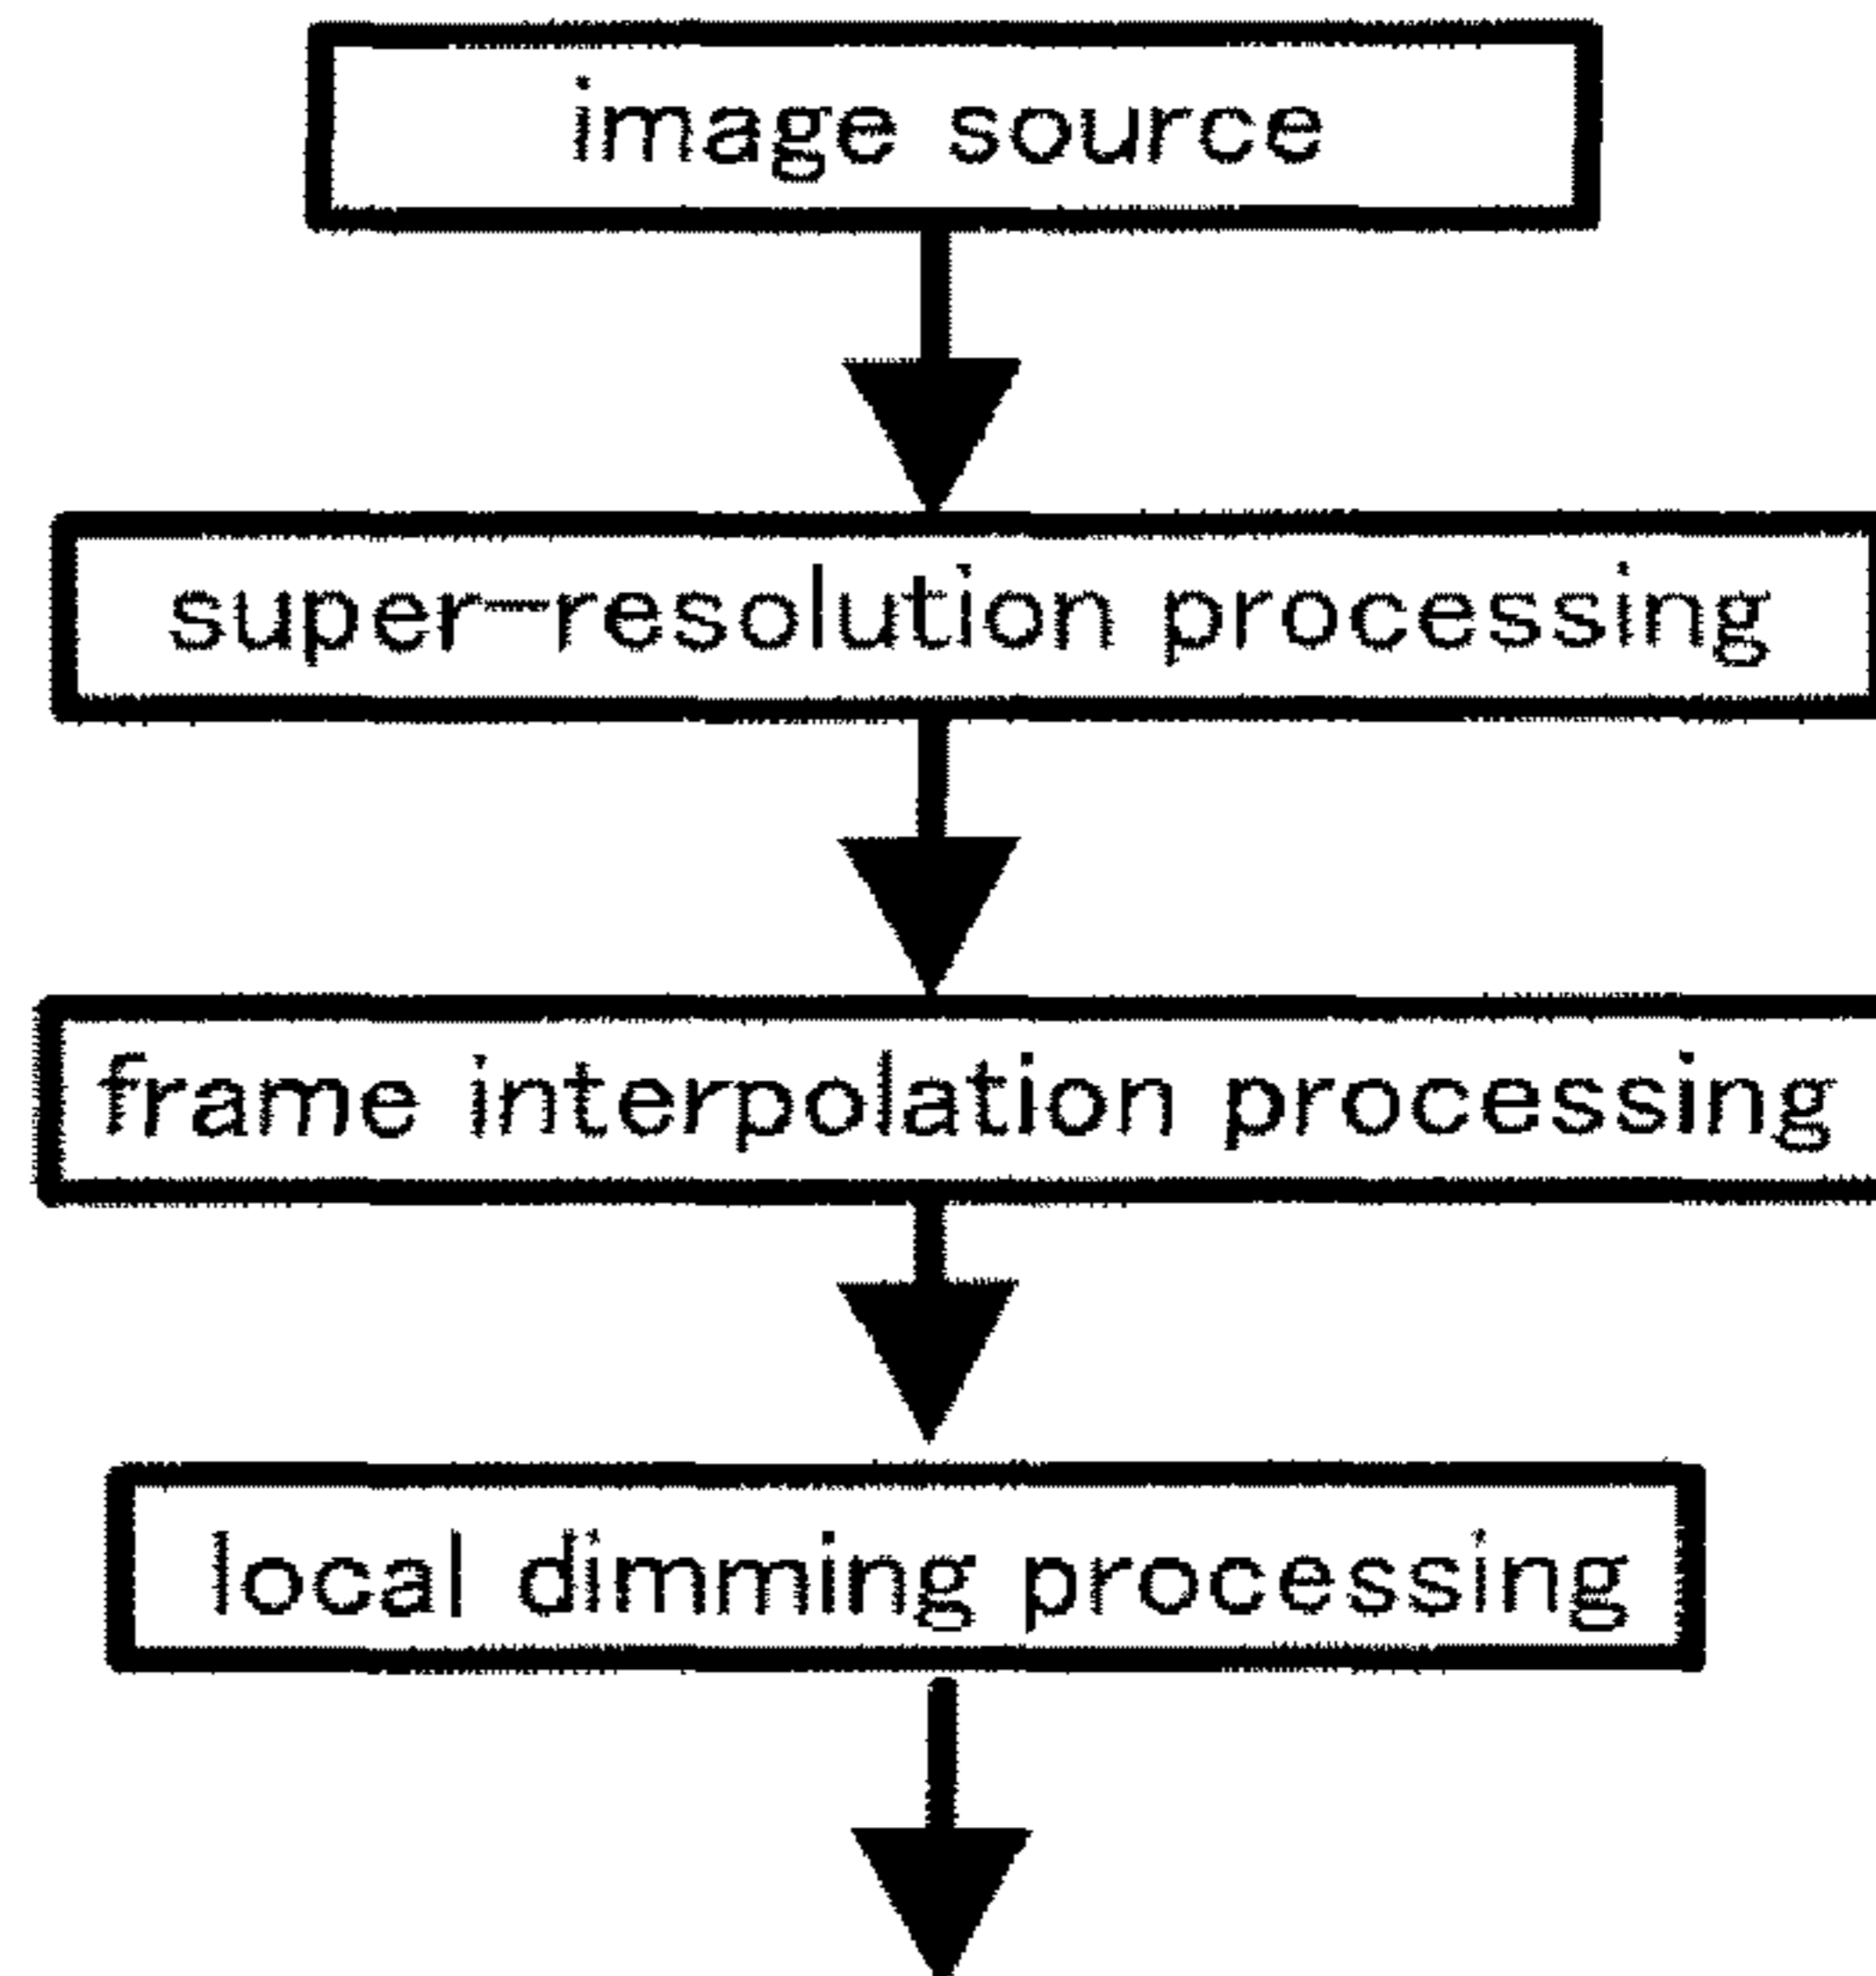 image source
super-resolution processing
frame interpolation processing
local dimming processing